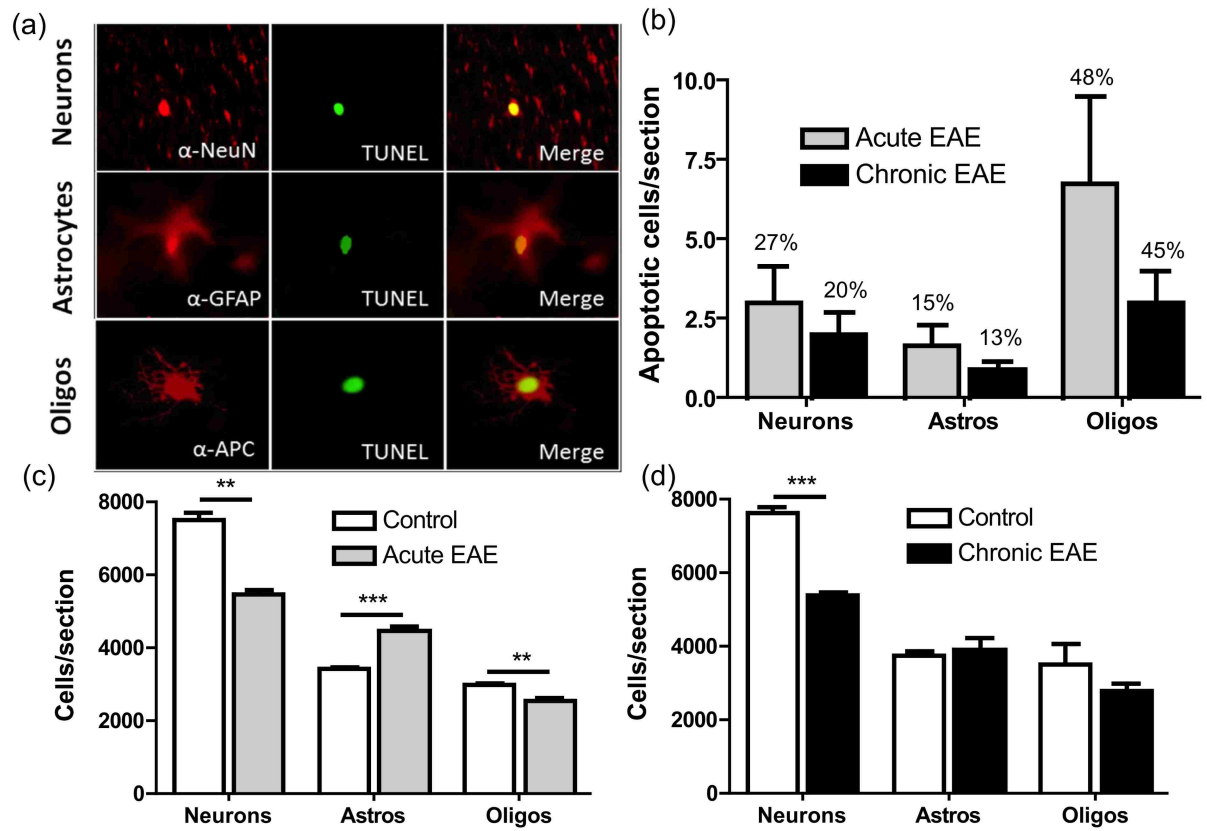 (a)
Neurons
α-NeuN
TUNEL
Merge
Astrocytes
α-GFAP
TUNEL
Merge
Oligos
α-APC
TUNEL
Merge
(b)
Apoptotic cells/section
10.0
7.5
5.0
2.5
0.0
Acute EAE
Chronic EAE
27%
20%
15%
13%
48%
45%
Neurons
Astros
Oligos
(c)
Cells/section
8000
6000
4000
2000
0
**
***
**
Control
Acute EAE
Neurons
Astros
Oligos
(d)
Cells/section
8000
6000
4000
2000
0
***
Control
Chronic EAE
Neurons
Astros
Oligos